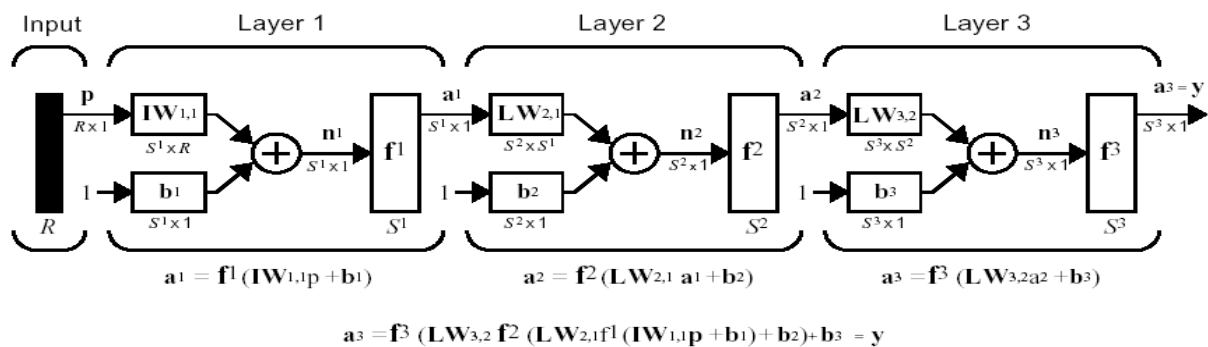 Input Layer 1 Layer 2 Layer 3
p a1 a2 a3 = y
IW1,1 LW2,1 LW3,2
R×1 S1×1 S2×1 S3×1
S1×R n1 S2×S1 n2 S3×S2 n3
f1 f2 f3
S1×1 S2×1 S3×1
1 b1 1 b2 1 b3
S1×1 S2×1 S3×1
R S1 S2 S3
a1 = f1 (IW1,1p +b1) a2 = f2 (LW2,1 a1+b2) a3 = f3 (LW3,2a2 +b3)
a3 =f3 (LW3,2 f2 (LW2,1f1 (IW1,1p +b1)+b2)+b3 = y